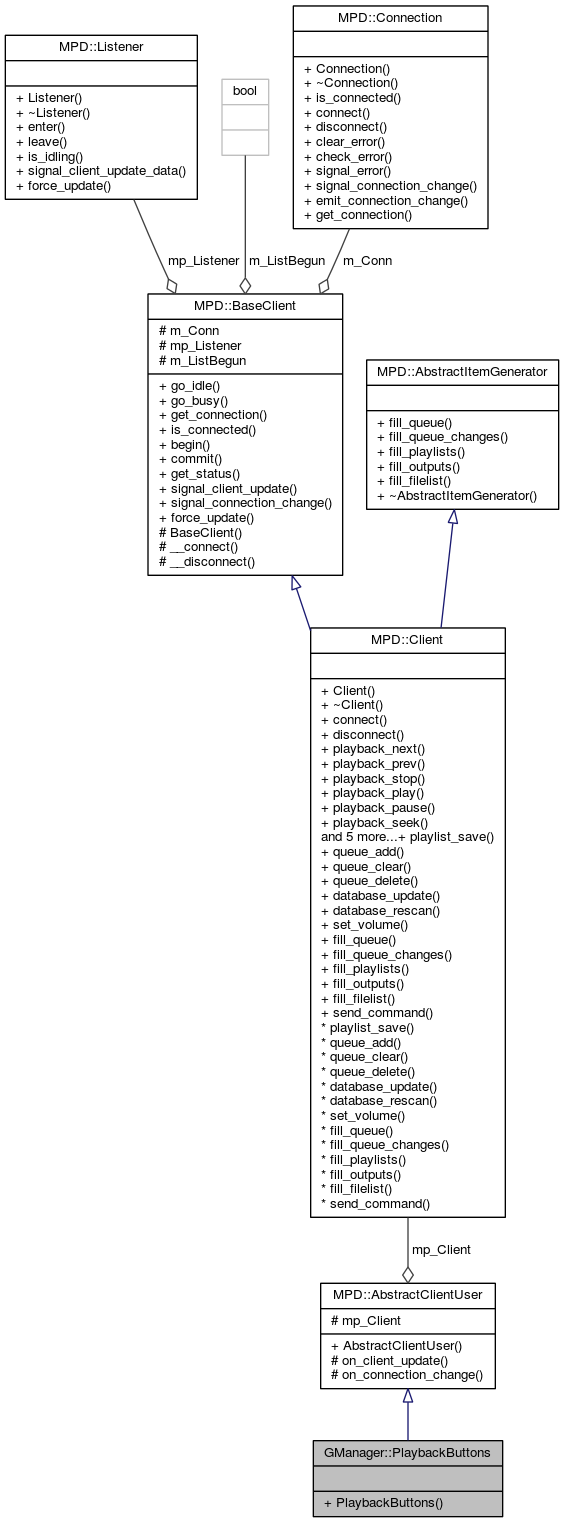 MPD::Listener
+ Listener()
+ ~Listener()
+ enter()
+ leave()
+ is_idling()
+ signal_client_update_data()
+ force_update()
bool
MPD::Connection
+ Connection()
+ ~Connection()
+ is_connected()
+ connect()
+ disconnect()
+ clear_error()
+ check_error()
+ signal_error()
+ signal_connection_change()
+ emit_connection_change()
+ get_connection()
mp_Listener
m_ListBegun
m_Conn
MPD::BaseClient
# m_Conn
# mp_Listener
# m_ListBegun
+ go_idle()
+ go_busy()
+ get_connection()
+ is_connected()
+ begin()
+ commit()
+ get_status()
+ signal_client_update()
+ signal_connection_change()
+ force_update()
# BaseClient()
# __connect()
# __disconnect()
MPD::AbstractItemGenerator
+ fill_queue()
+ fill_queue_changes()
+ fill_playlists()
+ fill_outputs()
+ fill_filelist()
+ ~AbstractItemGenerator()
MPD::Client
+ Client()
+ ~Client()
+ connect()
+ disconnect()
+ playback_next()
+ playback_prev()
+ playback_stop()
+ playback_play()
+ playback_pause()
+ playback_seek()
and 5 more...+ playlist_save()
+ queue_add()
+ queue_clear()
+ queue_delete()
+ database_update()
+ database_rescan()
+ set_volume()
+ fill_queue()
+ fill_queue_changes()
+ fill_playlists()
+ fill_outputs()
+ fill_filelist()
+ send_command()
* playlist_save()
* queue_add()
* queue_clear()
* queue_delete()
* database_update()
* database_rescan()
* set_volume()
* fill_queue()
* fill_queue_changes()
* fill_playlists()
* fill_outputs()
* fill_filelist()
* send_command()
mp_Client
MPD::AbstractClientUser
# mp_Client
+ AbstractClientUser()
# on_client_update()
# on_connection_change()
GManager::PlaybackButtons
+ PlaybackButtons()